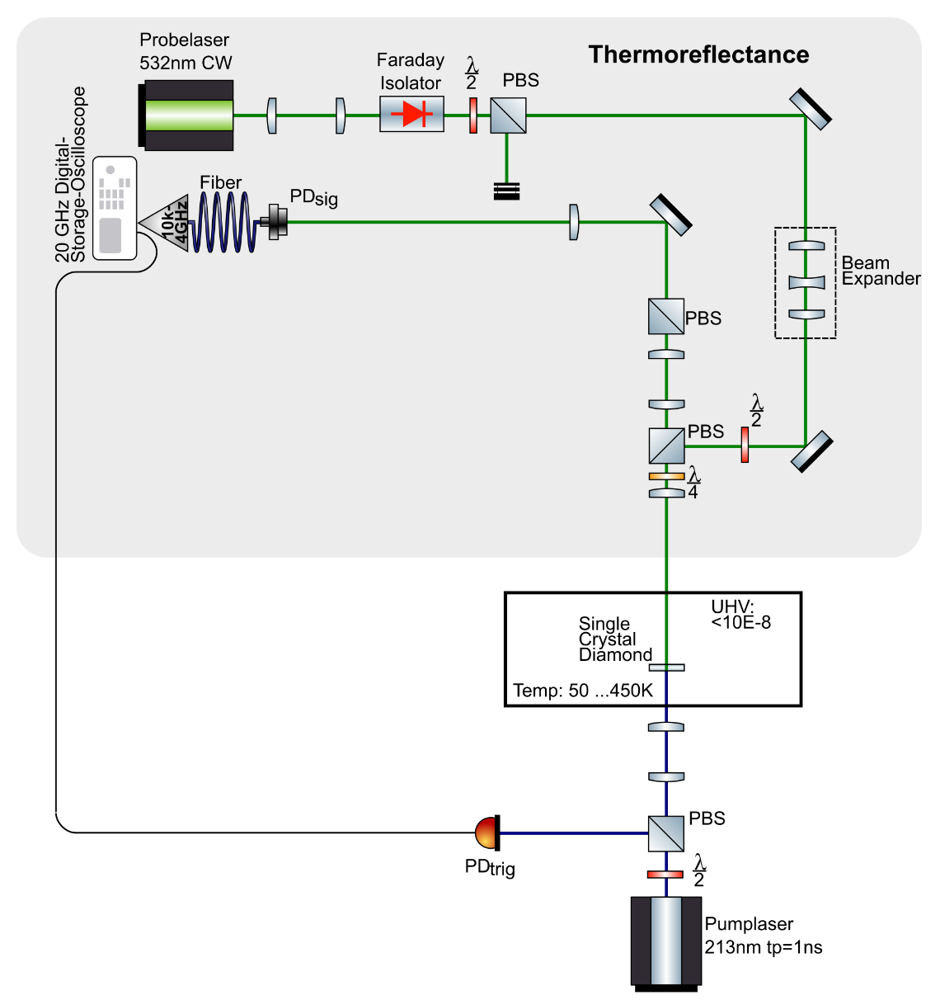 Thermoreflectance
Probelaser
532nm CW
Faraday
Isolator
λ
2
PBS
20 GHz Digital-
Storage-Oszilloscope
10k-
4GHz
Fiber
PDsig
Beam
Expander
PBS
λ
2
PBS
λ
4
UHV:
<10E-8
Single
Crystal
Diamond
Temp: 50 ...450K
PBS
PDtrig
λ
2
Pumplaser
213nm tp=1ns